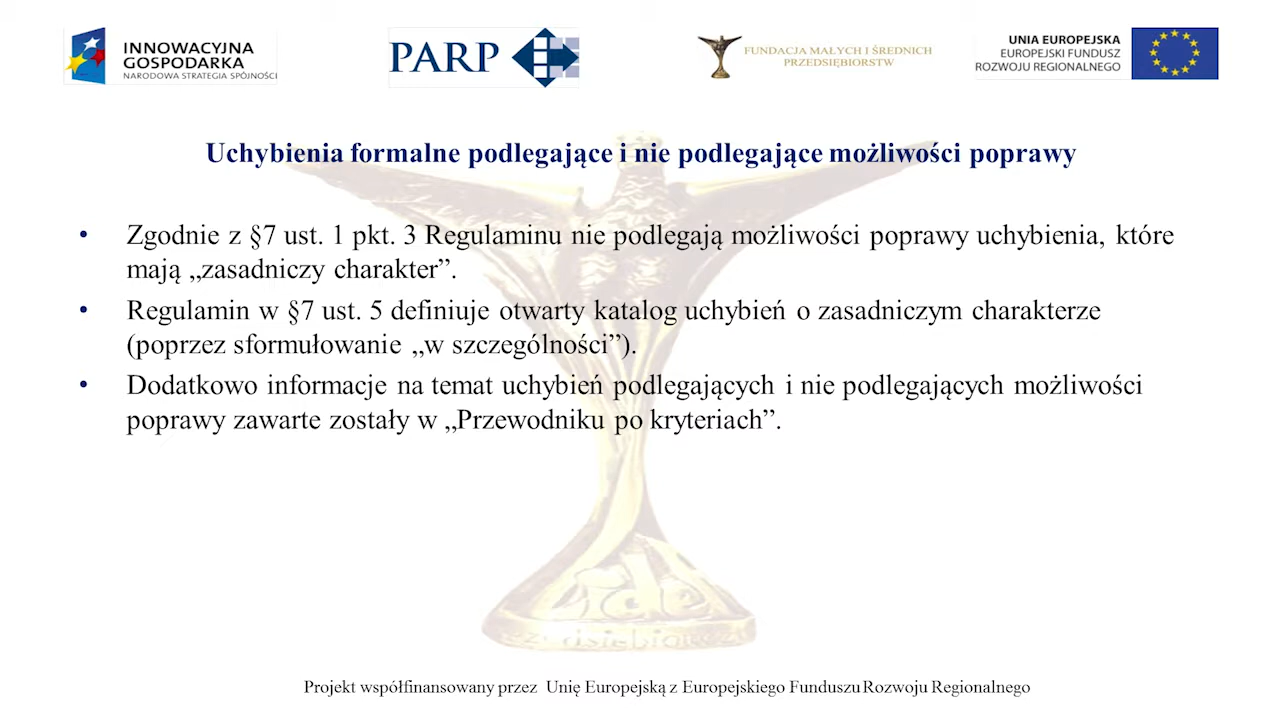 INNOWACYJNA
GOSPODARKA
NARODOWA STRATEGIA SPÓJNOŚCI
PARP
FUNDACJA MAŁYCH I ŚREDNICH
PRZEDSIĘBIORSTW
UNIA EUROPEJSKA
EUROPEJSKI FUNDUSZ
ROZWOJU REGIONALNEGO
Uchybienia formalne podlegające i nie podlegające możliwości poprawy
• Zgodnie z §7 ust. 1 pkt. 3 Regulaminu nie podlegają możliwości poprawy uchybienia, które
mają „zasadniczy charakter”.
• Regulamin w §7 ust. 5 definiuje otwarty katalog uchybień o zasadniczym charakterze
(poprzez sformułowanie „w szczególności”).
• Dodatkowo informacje na temat uchybień podlegających i nie podlegających możliwości
poprawy zawarte zostały w „Przewodniku po kryteriach”.
Projekt współfinansowany przez Unię Europejską z Europejskiego Funduszu Rozwoju Regionalnego